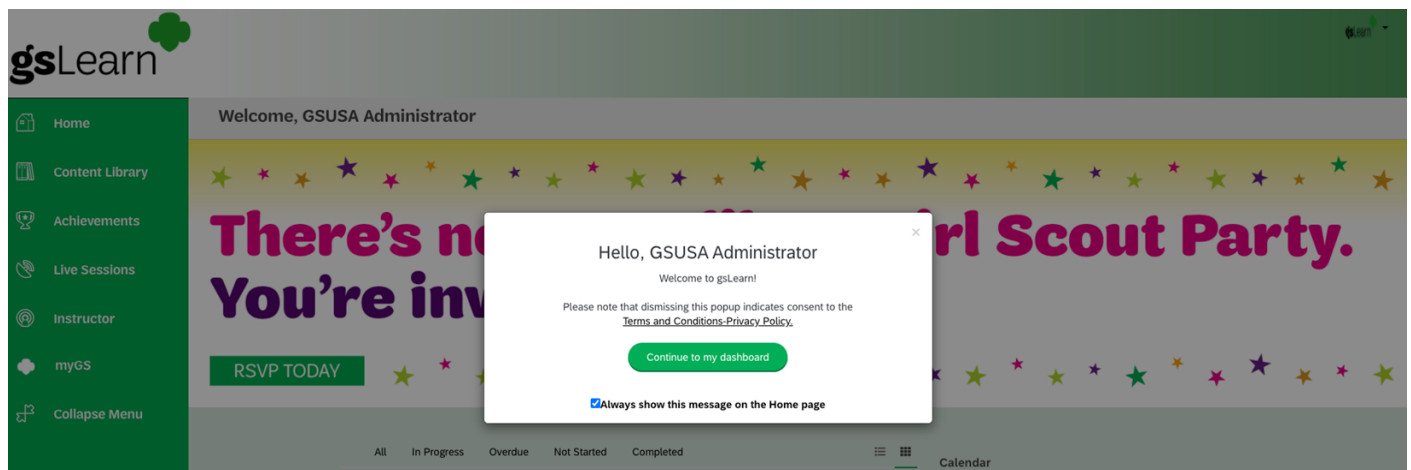 gsLearn
gsLearn
Home
Content Library
Achievements
Live Sessions
Instructor
myGS
Collapse Menu
Welcome, GSUSA Administrator
There's n
rl Scout Party.
You're inv
RSVP TODAY
×
Hello, GSUSA Administrator
Welcome to gsLearn!
Please note that dismissing this popup indicates consent to the
Terms and Conditions-Privacy Policy.
Continue to my dashboard
Always show this message on the Home page
All In Progress Overdue Not Started Completed
Calendar